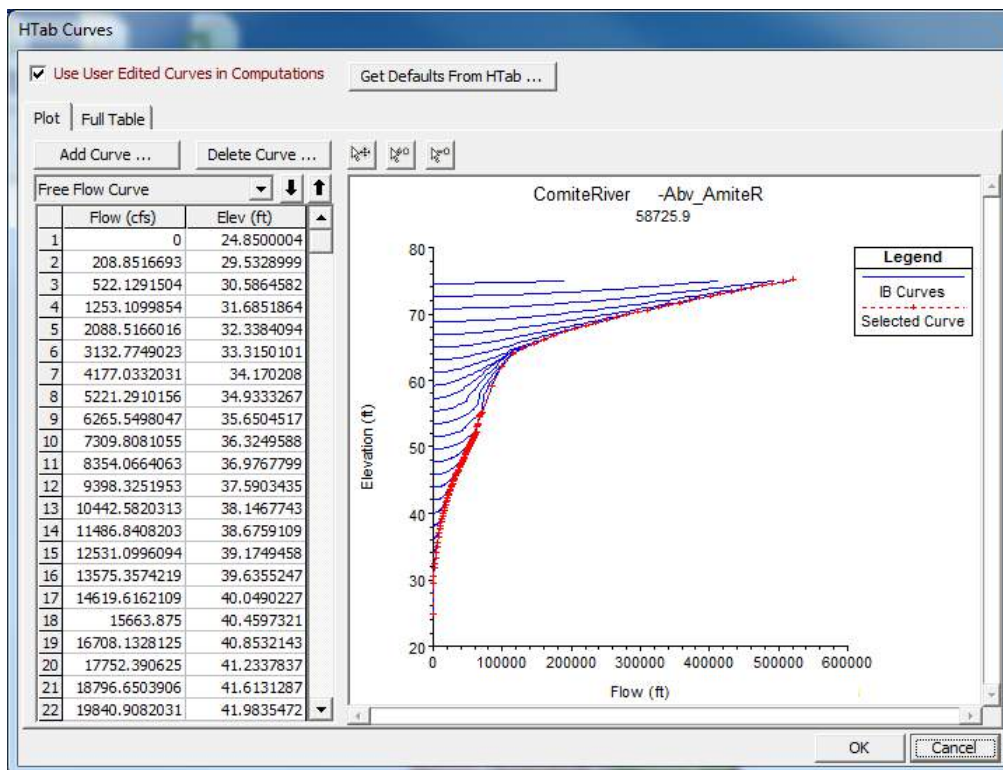 HTab Curves
Use User Edited Curves in Computations
Get Defaults From HTab ...
Plot
Full Table
Add Curve ...
Delete Curve ...
Free Flow Curve
Flow (cfs) Elev (ft)
1 0 24.8500004
2 208.8516693 29.5328999
3 522.1291504 30.5864582
4 1253.1099854 31.6851864
5 2088.5166016 32.3384094
6 3132.7749023 33.3150101
7 4177.0332031 34.170208
8 5221.2910156 34.9333267
9 6265.5498047 35.6504517
10 7309.8081055 36.3249588
11 8354.0664063 36.9767799
12 9398.3251953 37.5903435
13 10442.5820313 38.1467743
14 11486.8408203 38.6759109
15 12531.0996094 39.1749458
16 13575.3574219 39.6355247
17 14619.6162109 40.0490227
18 15663.875 40.4597321
19 16708.1328125 40.8532143
20 17752.390625 41.2337837
21 18796.6503906 41.6131287
22 19840.9082031 41.9835472
ComiteRiver -Abv_AmiteR
58725.9
Legend
IB Curves
Selected Curve
Elevation (ft)
80
70
60
50
40
30
20
0 100000 200000 300000 400000 500000 600000
Flow (ft)
OK
Cancel